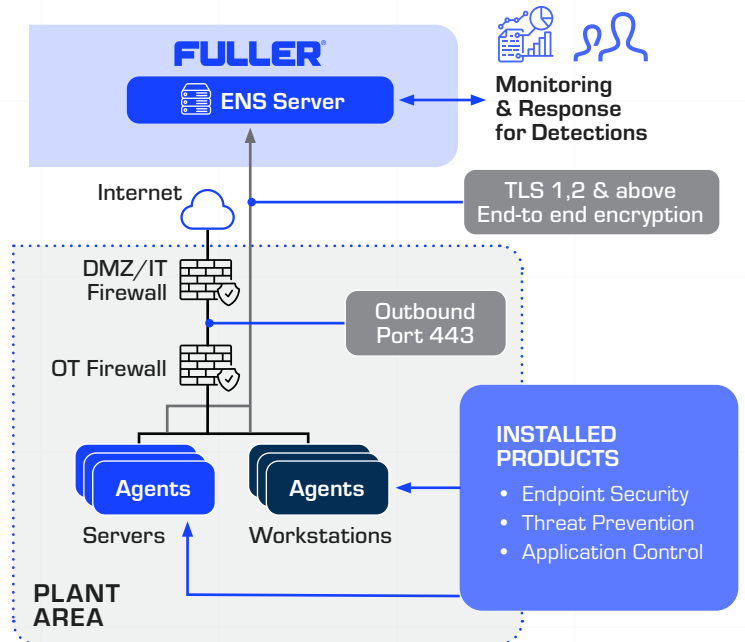 FULLER®
ENS Server
Monitoring
& Response
for Detections
Internet
TLS 1,2 & above
End-to end encryption
DMZ/IT
Firewall
Outbound
Port 443
OT Firewall
INSTALLED
PRODUCTS
• Endpoint Security
• Threat Prevention
• Application Control
Agents
Agents
Servers
Workstations
PLANT
AREA